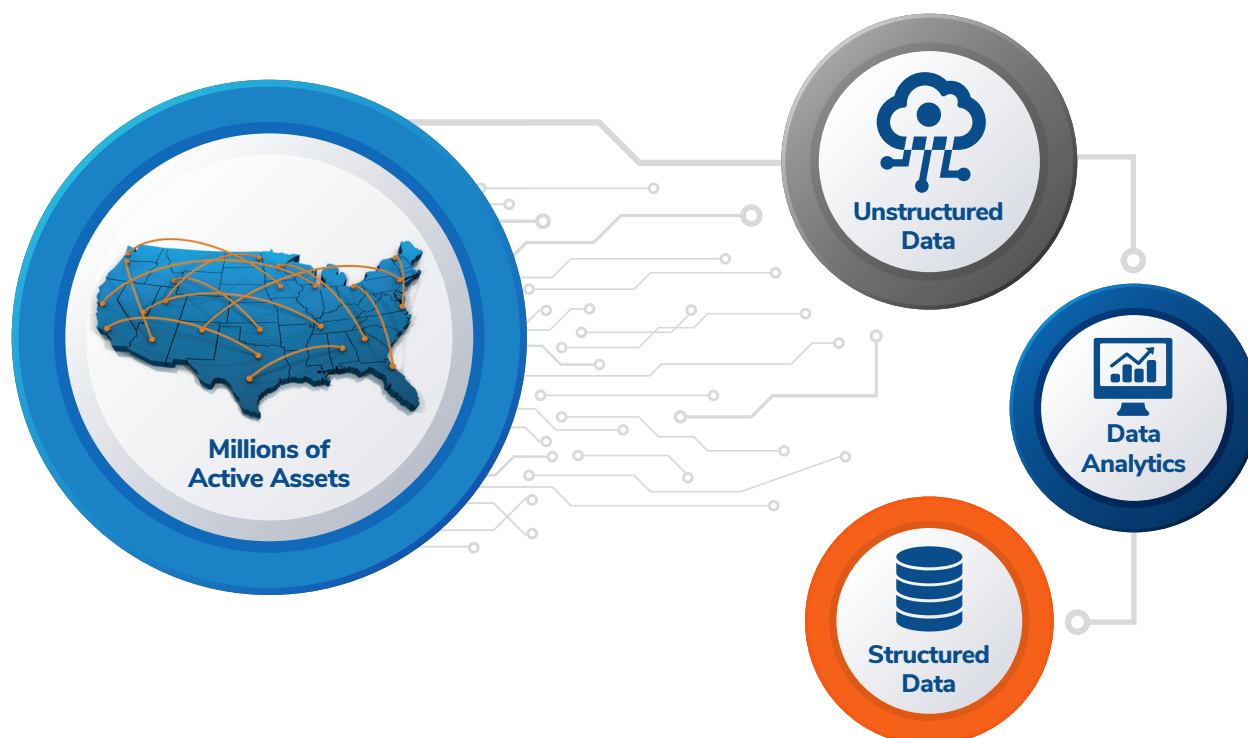 Millions of
Active Assets
Unstructured
Data
Data
Analytics
Structured
Data